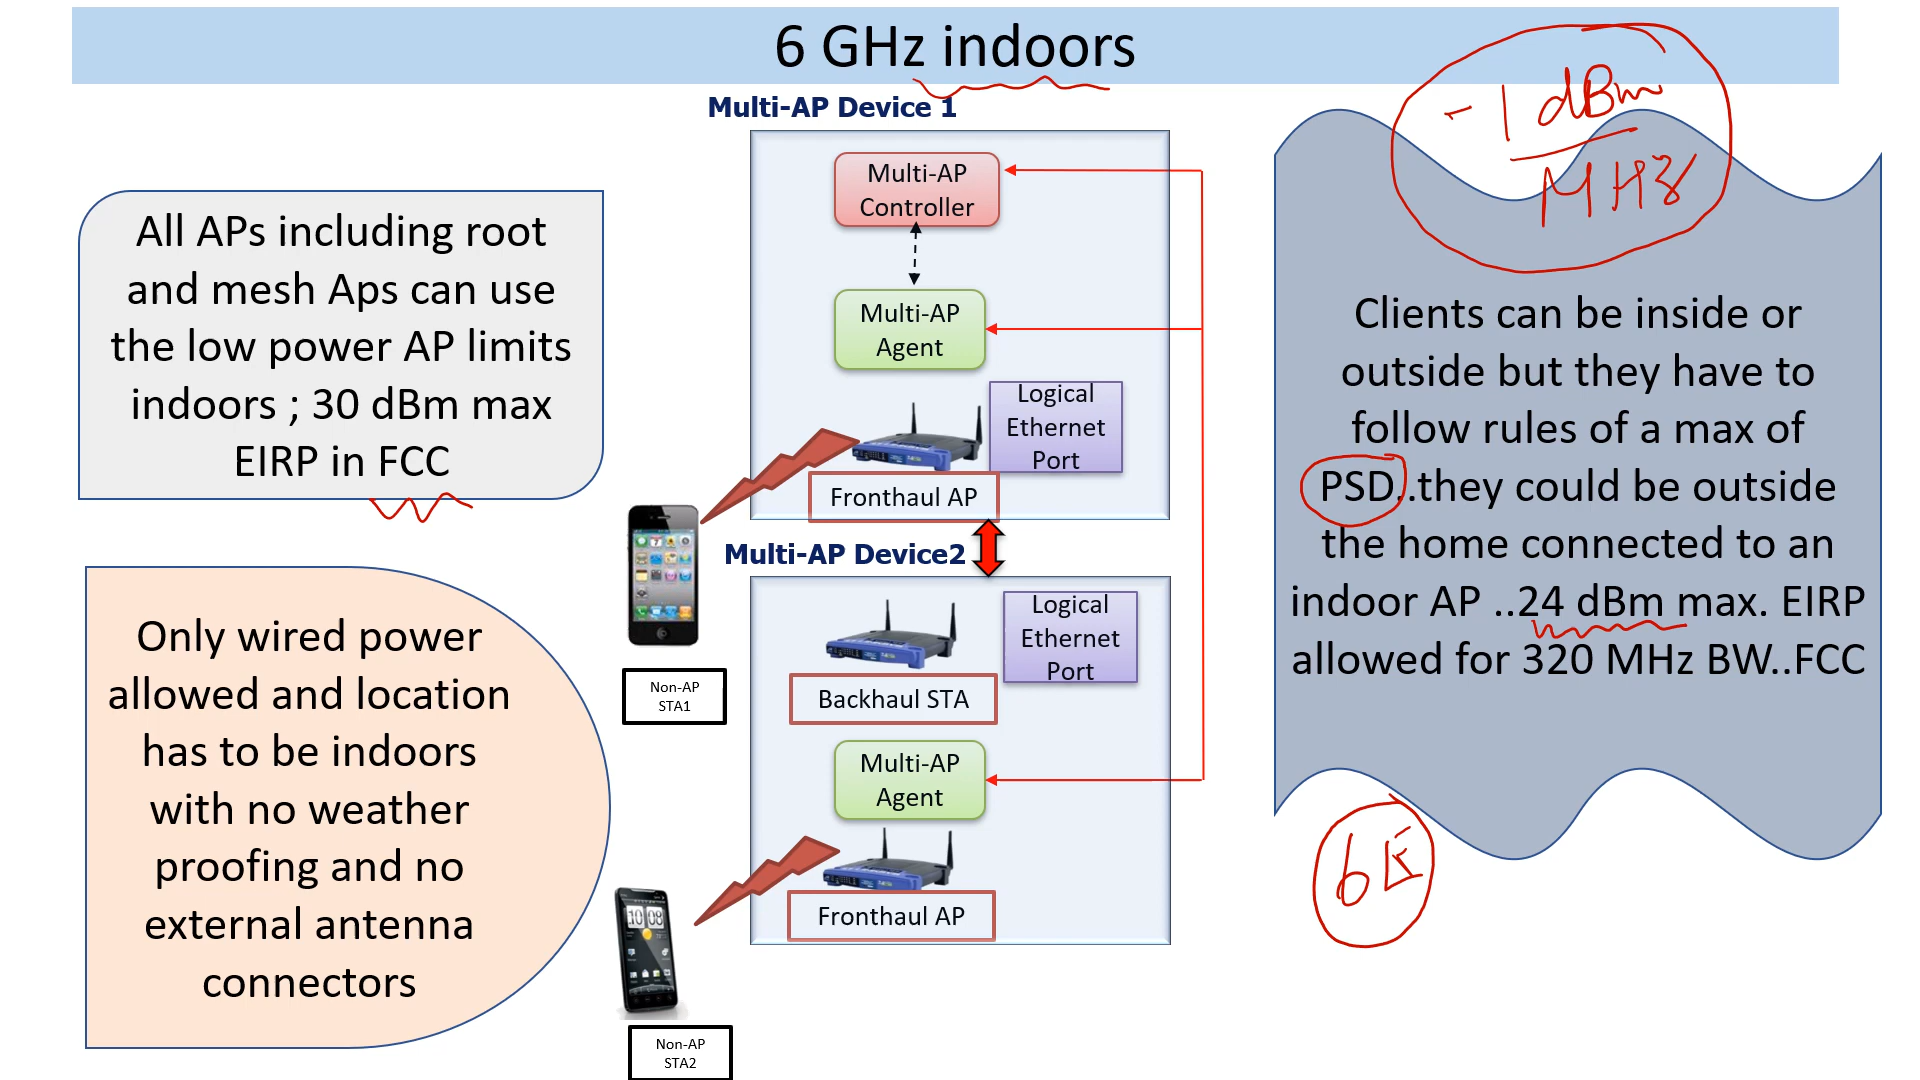 6 GHz indoors
-1 dBm
MHz
Multi-AP Device 1
Multi-AP
Controller
Multi-AP
Agent
Logical
Ethernet
Port
Fronthaul AP
All APs including root
and mesh Aps can use
the low power AP limits
indoors ; 30 dBm max
EIRP in FCC
Only wired power
allowed and location
has to be indoors
with no weather
proofing and no
external antenna
connectors
Non-AP
STA1
Multi-AP Device2
Logical
Ethernet
Port
Backhaul STA
Multi-AP
Agent
Fronthaul AP
Non-AP
STA2
10 08
Clients can be inside or
outside but they have to
follow rules of a max of
PSD..they could be outside
the home connected to an
indoor AP ..24 dBm max. EIRP
allowed for 320 MHz BW..FCC
6E